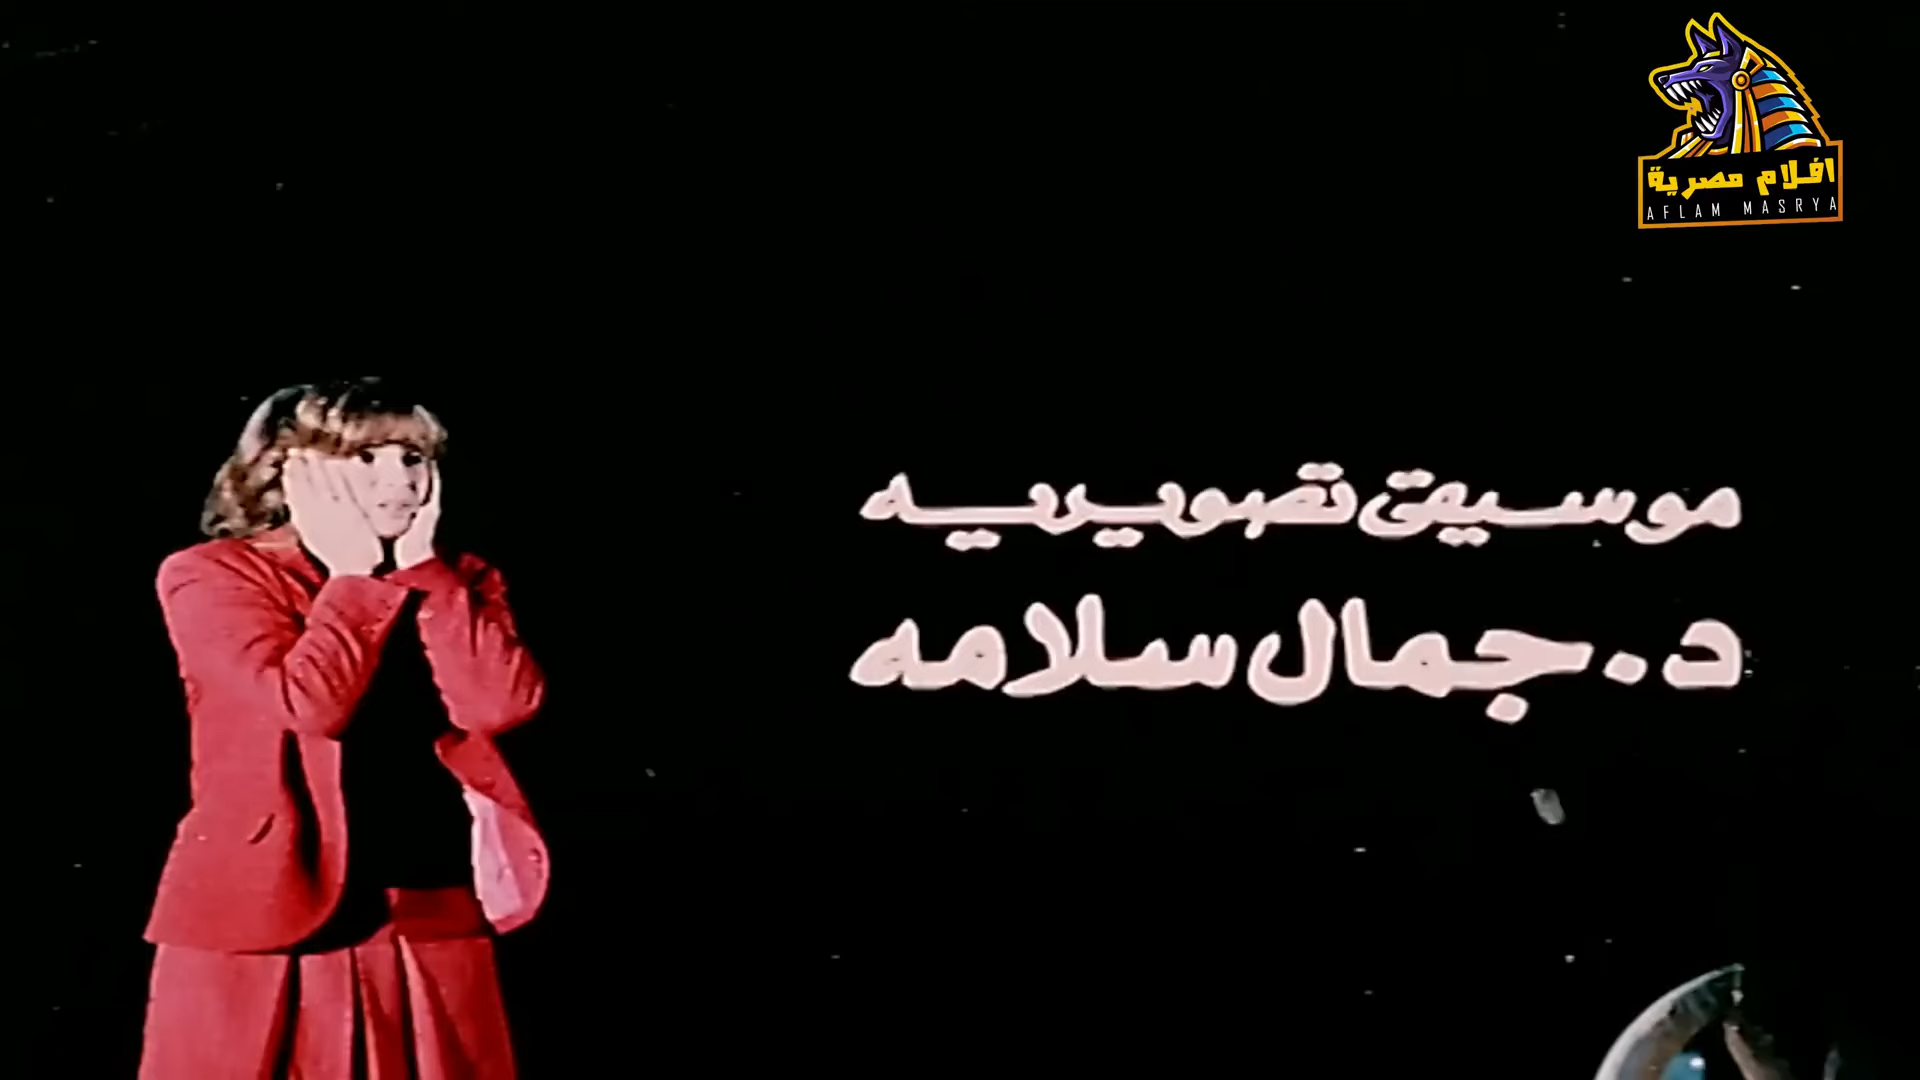 افلام مصرية
AFLAM MASRYA
موسيقى تصويريه
د. جمال سلامه